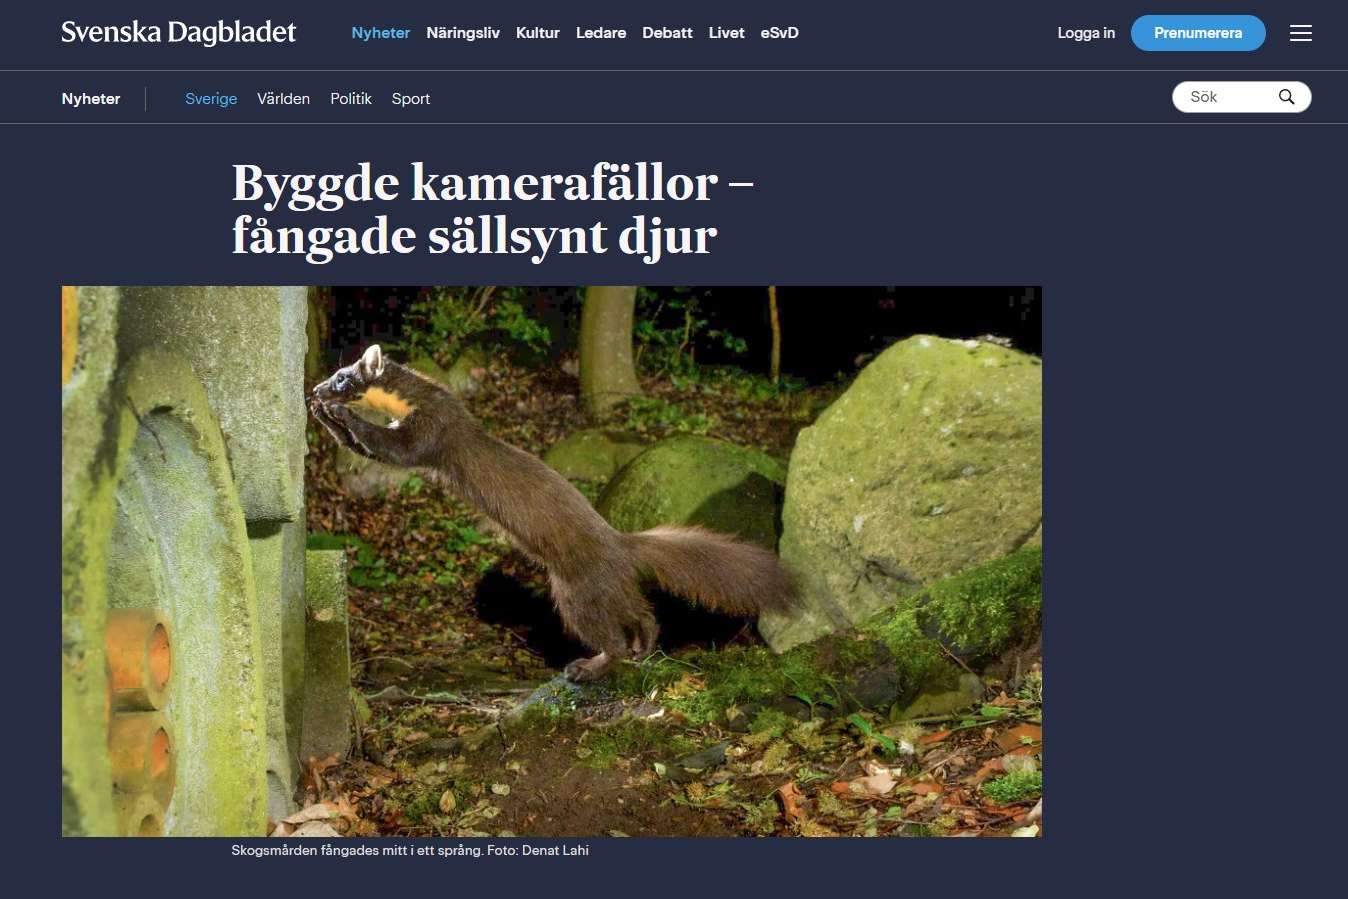 Svenska Dagbladet
Nyheter Näringsliv Kultur Ledare Debatt Livet eSvD
Logga in Prenumerera
Nyheter Sverige Världen Politik Sport
Sök
Byggde kamerafällor –
fångade sällsynt djur
Skogsmården fångades mitt i ett språng. Foto: Denat Lahi